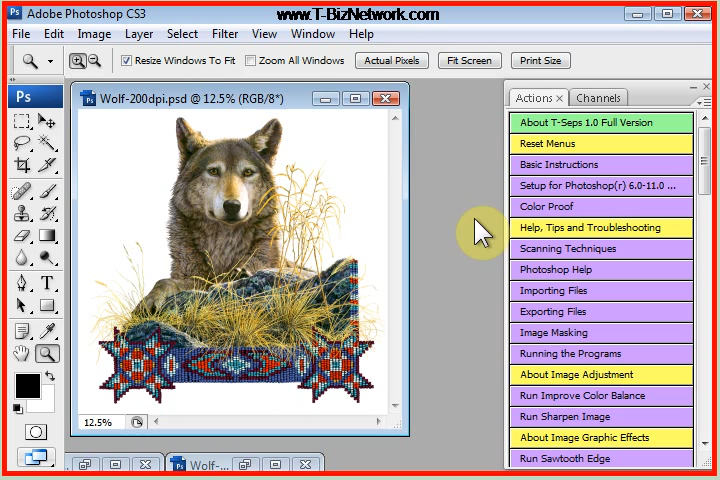 www.T-BizNetwork.com
Ps Adobe Photoshop CS3
File Edit Image Layer Select Filter View Window Help
Resize Windows To Fit Zoom All Windows Actual Pixels Fit Screen Print Size
Ps
Wolf-200dpi.psd @ 12.5% (RGB/8*)
12.5%
Wolf-...
Actions × Channels
About T-Seps 1.0 Full Version
Reset Menus
Basic Instructions
Setup for Photoshop(r) 6.0-11.0 ...
Color Proof
Help, Tips and Troubleshooting
Scanning Techniques
Photoshop Help
Importing Files
Exporting Files
Image Masking
Running the Programs
About Image Adjustment
Run Improve Color Balance
Run Sharpen Image
About Image Graphic Effects
Run Sawtooth Edge